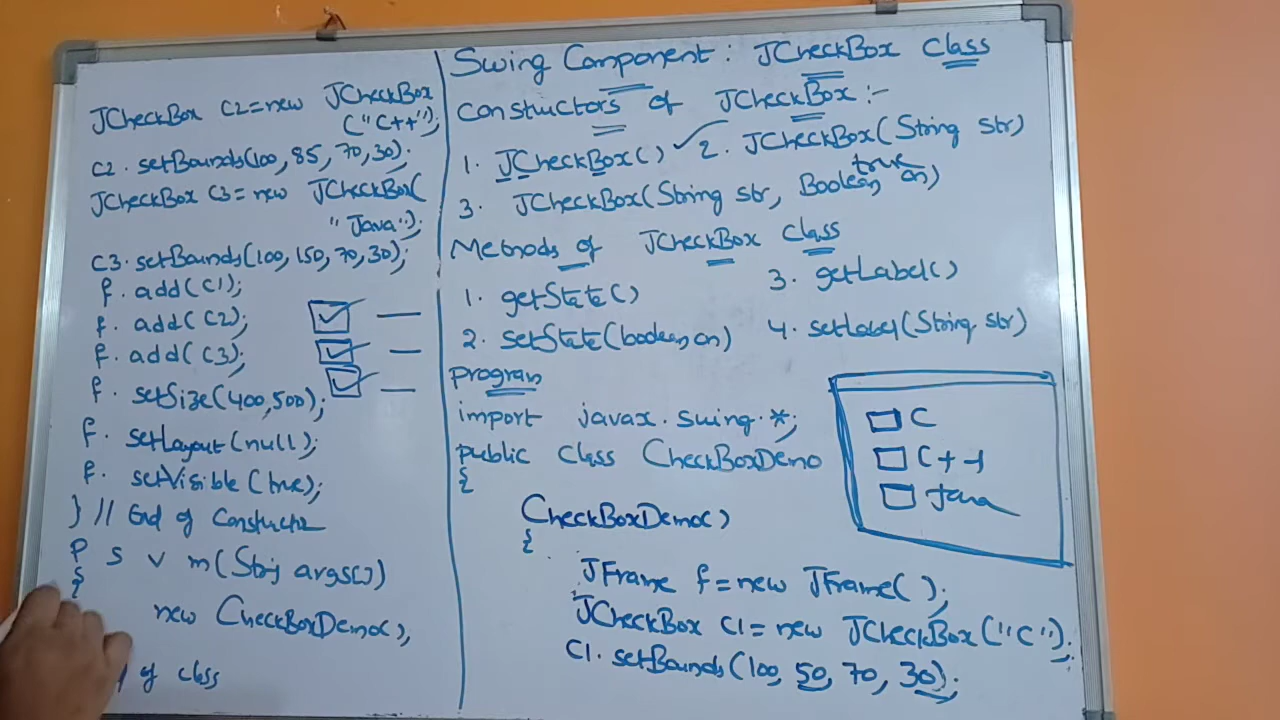 Swing Component : JCheckBox class
constuctors of JCheckBox :-
1. JCheckBox() ✓ 2. JCheckBox(String str)
true
3. JCheckBox(String str, Boolean on)
Methods of JCheckBox class
1. getState() 3. getLabel()
2. setState(boolean on) 4. setLabel(String str)
program
import javax.swing.*;
public class CheckBoxDemo
{
CheckBoxDemo()
{
JFrame f=new JFrame();
JCheckBox C1=new JCheckBox("C");
C1.setBounds(100, 50, 70, 30);
C
C++
Java
JCheckBox C2=new JCheckBox
("C++");
C2.setBounds(100, 85, 70, 30);
JCheckBox C3=new JCheckBox(
"Java");
C3.setBounds(100, 150, 70, 30);
f.add(C1);
f.add(C2);
f.add(C3);
f.setSize(400,500);
f.setLayout(null);
f.setVisible(true);
} // End of Constuctor
P S V m(String args[])
{
new CheckBoxDemo();
of class